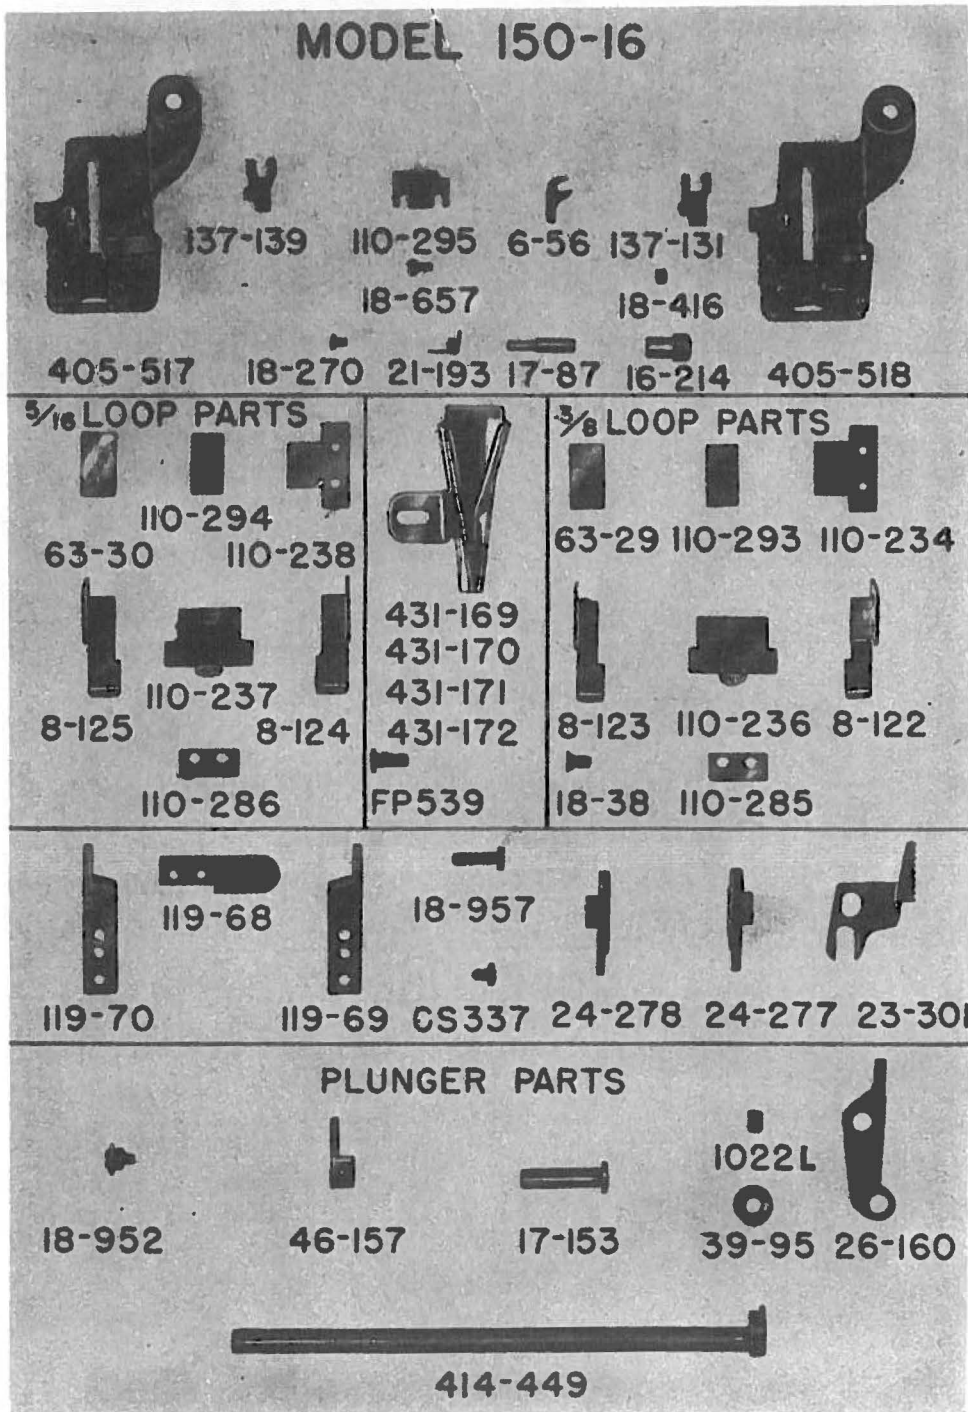 MODEL 150-16
137-139 110-295 6-56 137-131
18-657 18-416
405-517 18-270 21-193 17-87 16-214 405-518
5/16 LOOP PARTS
110-294
63-30 110-238
110-237
8-125 8-124
110-286
431-169
431-170
431-171
431-172
FP539
3/8 LOOP PARTS
63-29 110-293 110-234
8-123 110-236 8-122
18-38 110-285
119-68 18-957
119-70 119-69 CS337 24-278 24-277 23-301
PLUNGER PARTS
1022L
18-952 46-157 17-153 39-95 26-160
414-449